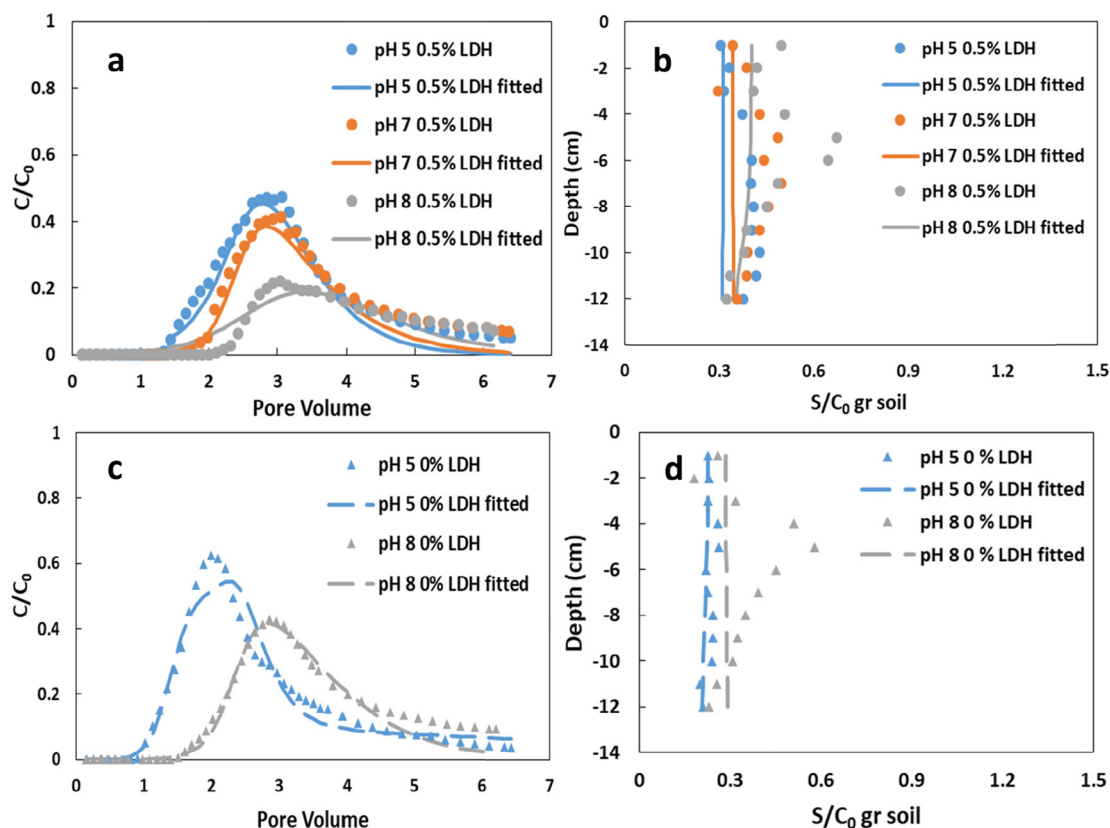 a
C/C₀
1
0.8
0.6
0.4
0.2
0
0 1 2 3 4 5 6 7
Pore Volume
pH 5 0.5% LDH
pH 5 0.5% LDH fitted
pH 7 0.5% LDH
pH 7 0.5% LDH fitted
pH 8 0.5% LDH
pH 8 0.5% LDH fitted
b
Depth (cm)
0
-2
-4
-6
-8
-10
-12
-14
0 0.3 0.6 0.9 1.2 1.5
S/C₀ gr soil
pH 5 0.5% LDH
pH 5 0.5% LDH fitted
pH 7 0.5% LDH
pH 7 0.5% LDH fitted
pH 8 0.5% LDH
pH 8 0.5% LDH fitted
c
C/C₀
1
0.8
0.6
0.4
0.2
0
0 1 2 3 4 5 6 7
Pore Volume
pH 5 0% LDH
pH 5 0% LDH fitted
pH 8 0% LDH
pH 8 0% LDH fitted
d
Depth (cm)
0
-2
-4
-6
-8
-10
-12
-14
0 0.3 0.6 0.9 1.2 1.5
S/C₀ gr soil
pH 5 0% LDH
pH 5 0% LDH fitted
pH 8 0% LDH
pH 8 0% LDH fitted